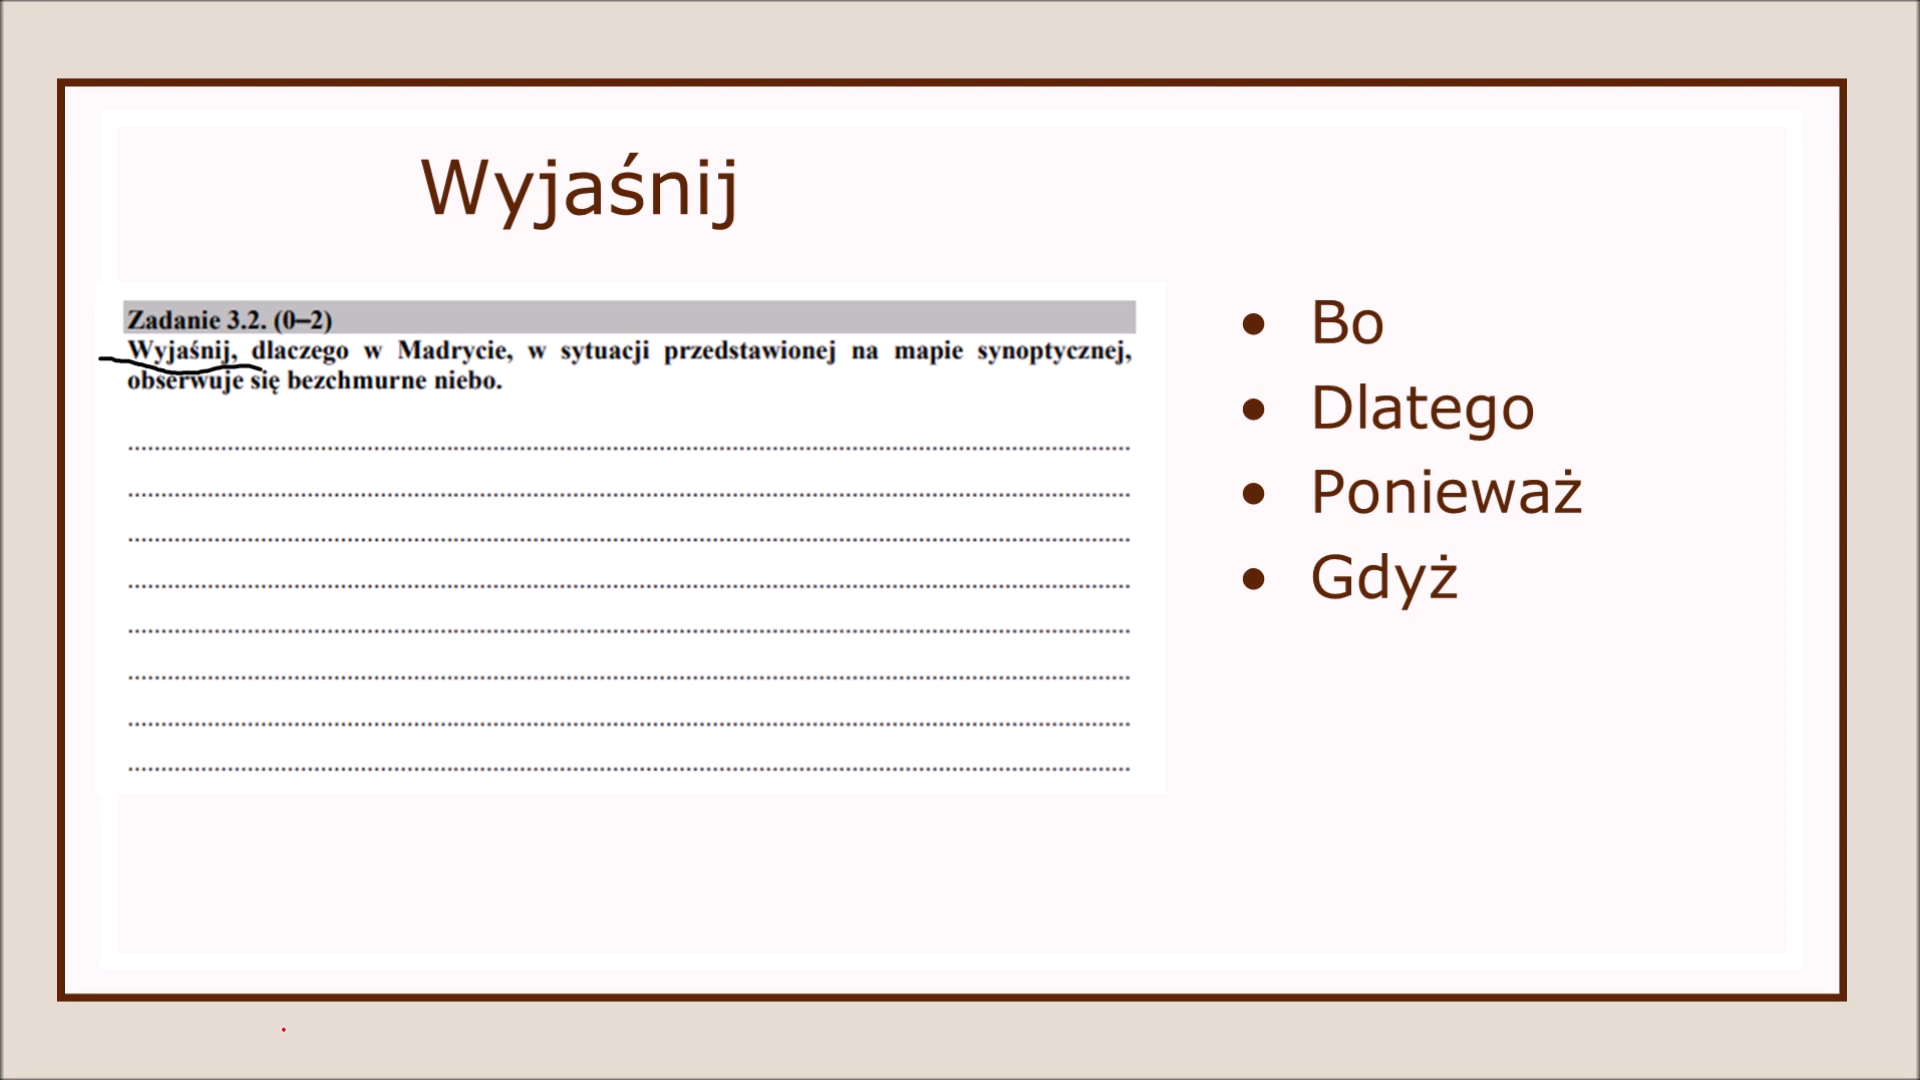 Wyjaśnij
Zadanie 3.2. (0–2)
Wyjaśnij, dlaczego w Madrycie, w sytuacji przedstawionej na mapie synoptycznej,
obserwuje się bezchmurne niebo.
• Bo
• Dlatego
• Ponieważ
• Gdyż